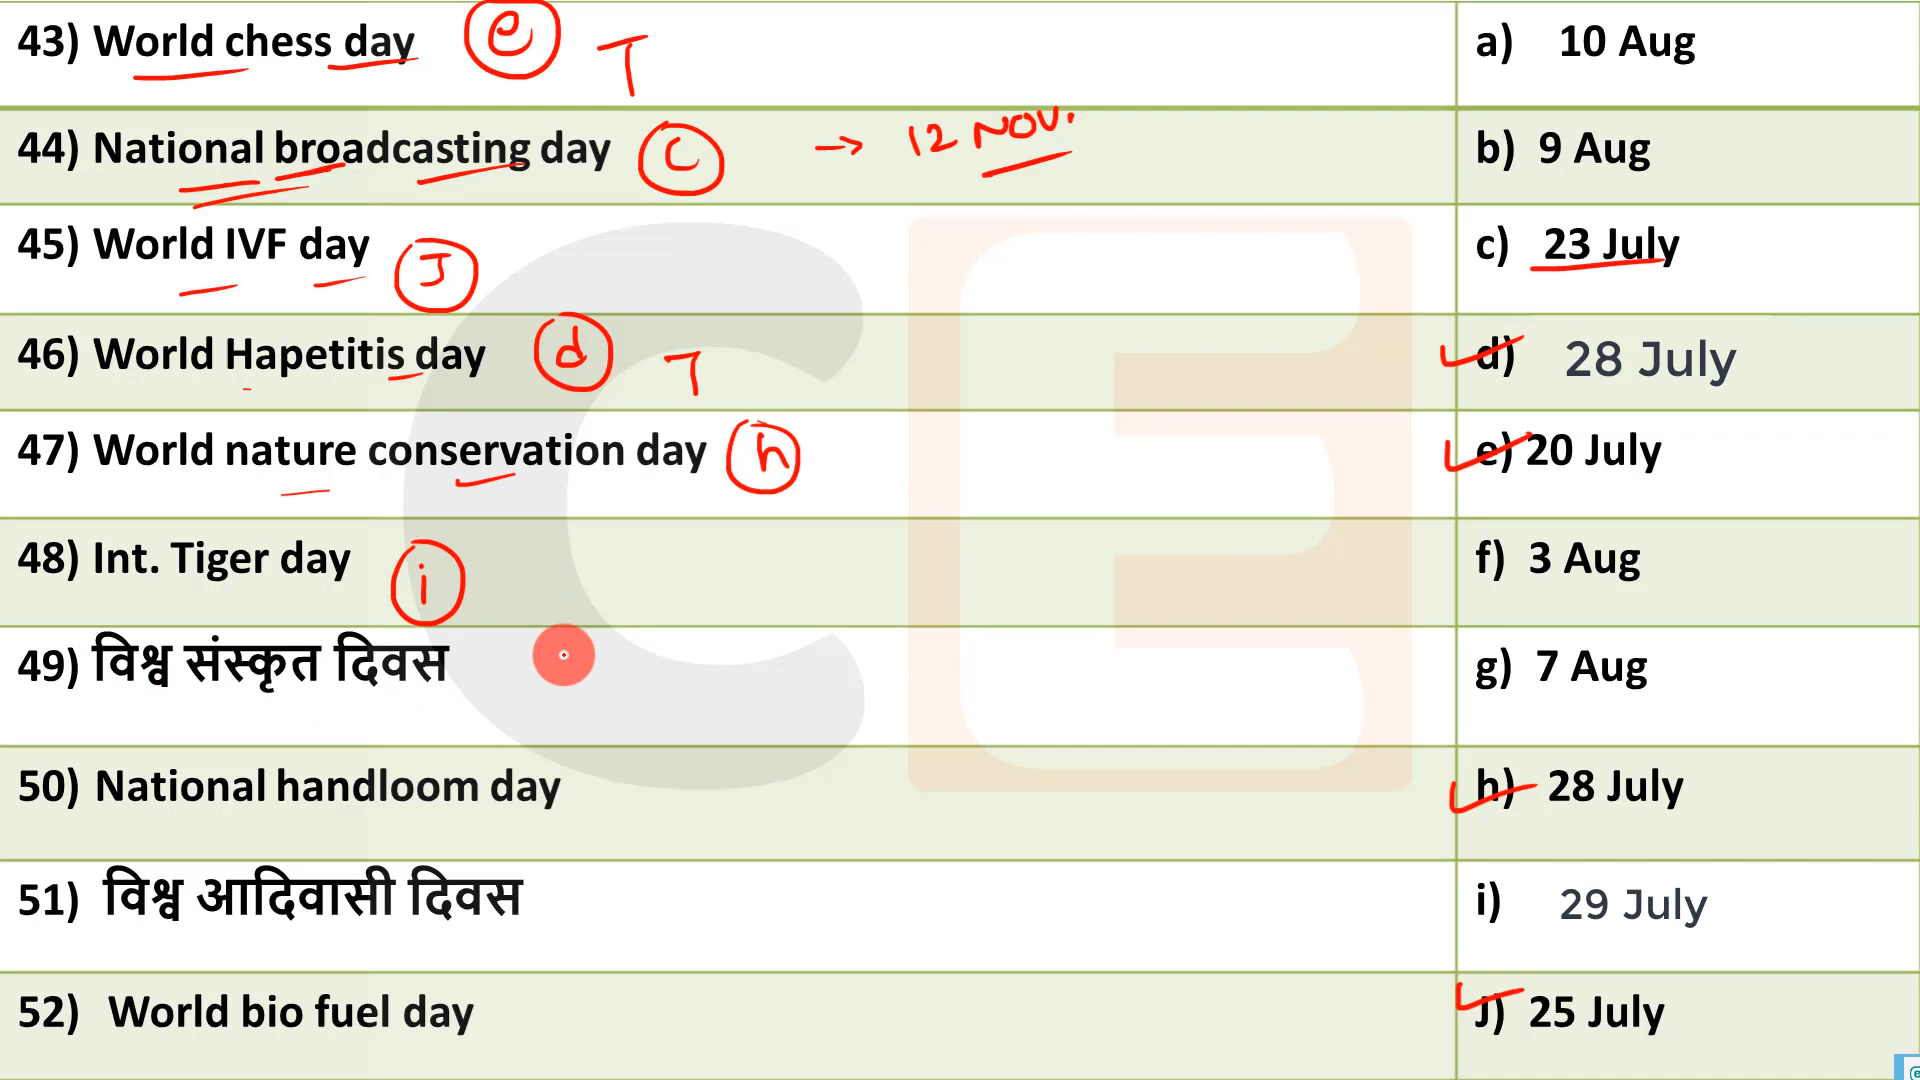 43) World chess day e T a) 10 Aug
44) National broadcasting day c → 12 NOV. b) 9 Aug
45) World IVF day J c) 23 July
46) World Hapetitis day d T d) 28 July
47) World nature conservation day h e) 20 July
48) Int. Tiger day i f) 3 Aug
49) विश्व संस्कृत दिवस g) 7 Aug
50) National handloom day h) 28 July
51) विश्व आदिवासी दिवस i) 29 July
52) World bio fuel day J) 25 July